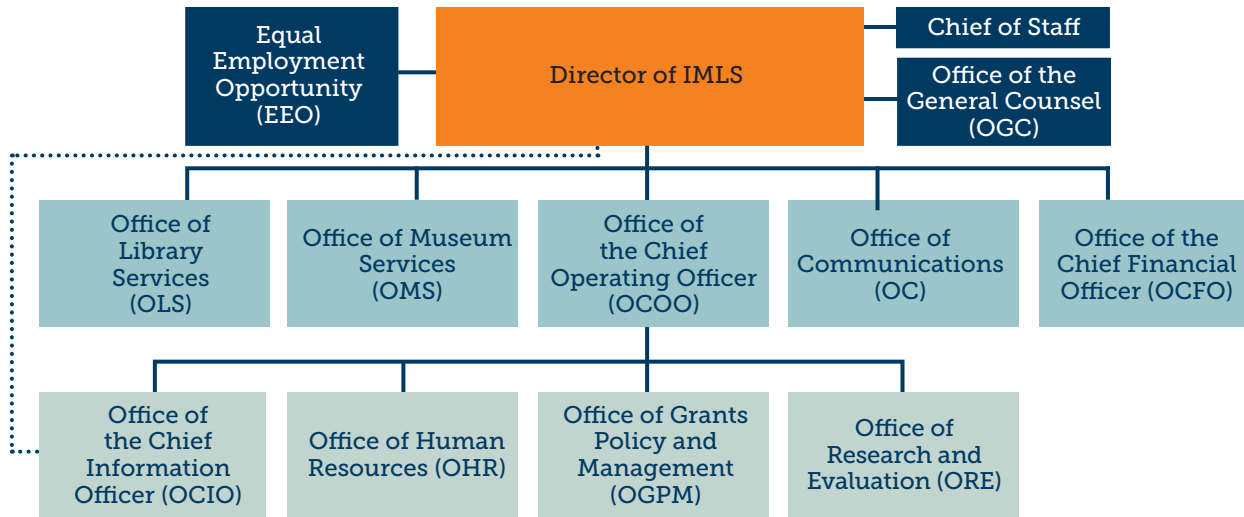 Equal
Employment
Opportunity
(EEO)
Director of IMLS
Chief of Staff
Office of the
General Counsel
(OGC)
Office of
Library
Services
(OLS)
Office of Museum
Services
(OMS)
Office of
the Chief
Operating Officer
(OCOO)
Office of
Communications
(OC)
Office of the
Chief Financial
Officer (OCFO)
Office of
the Chief
Information
Officer (OCIO)
Office of Human
Resources (OHR)
Office of Grants
Policy and
Management
(OGPM)
Office of
Research and
Evaluation (ORE)